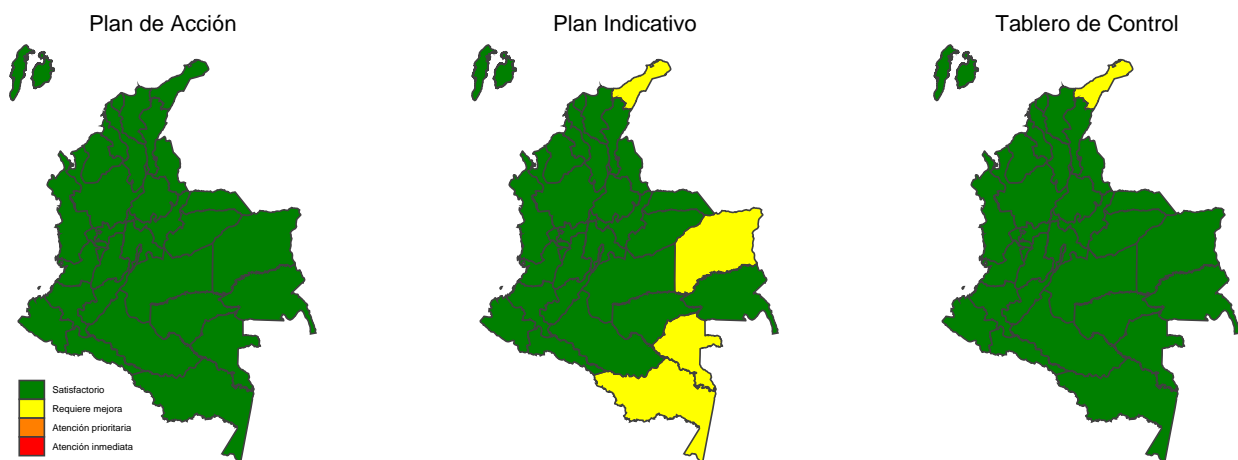 Plan de Acción
Plan Indicativo
Tablero de Control
Satisfactorio
Requiere mejora
Atención prioritaria
Atención inmediata